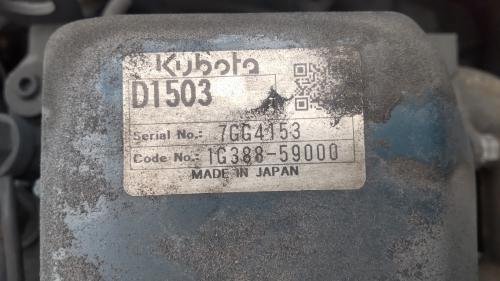 Kubota
D1503
Serial No.: 7GG4153
Code No.: 1G388-59000
MADE IN JAPAN